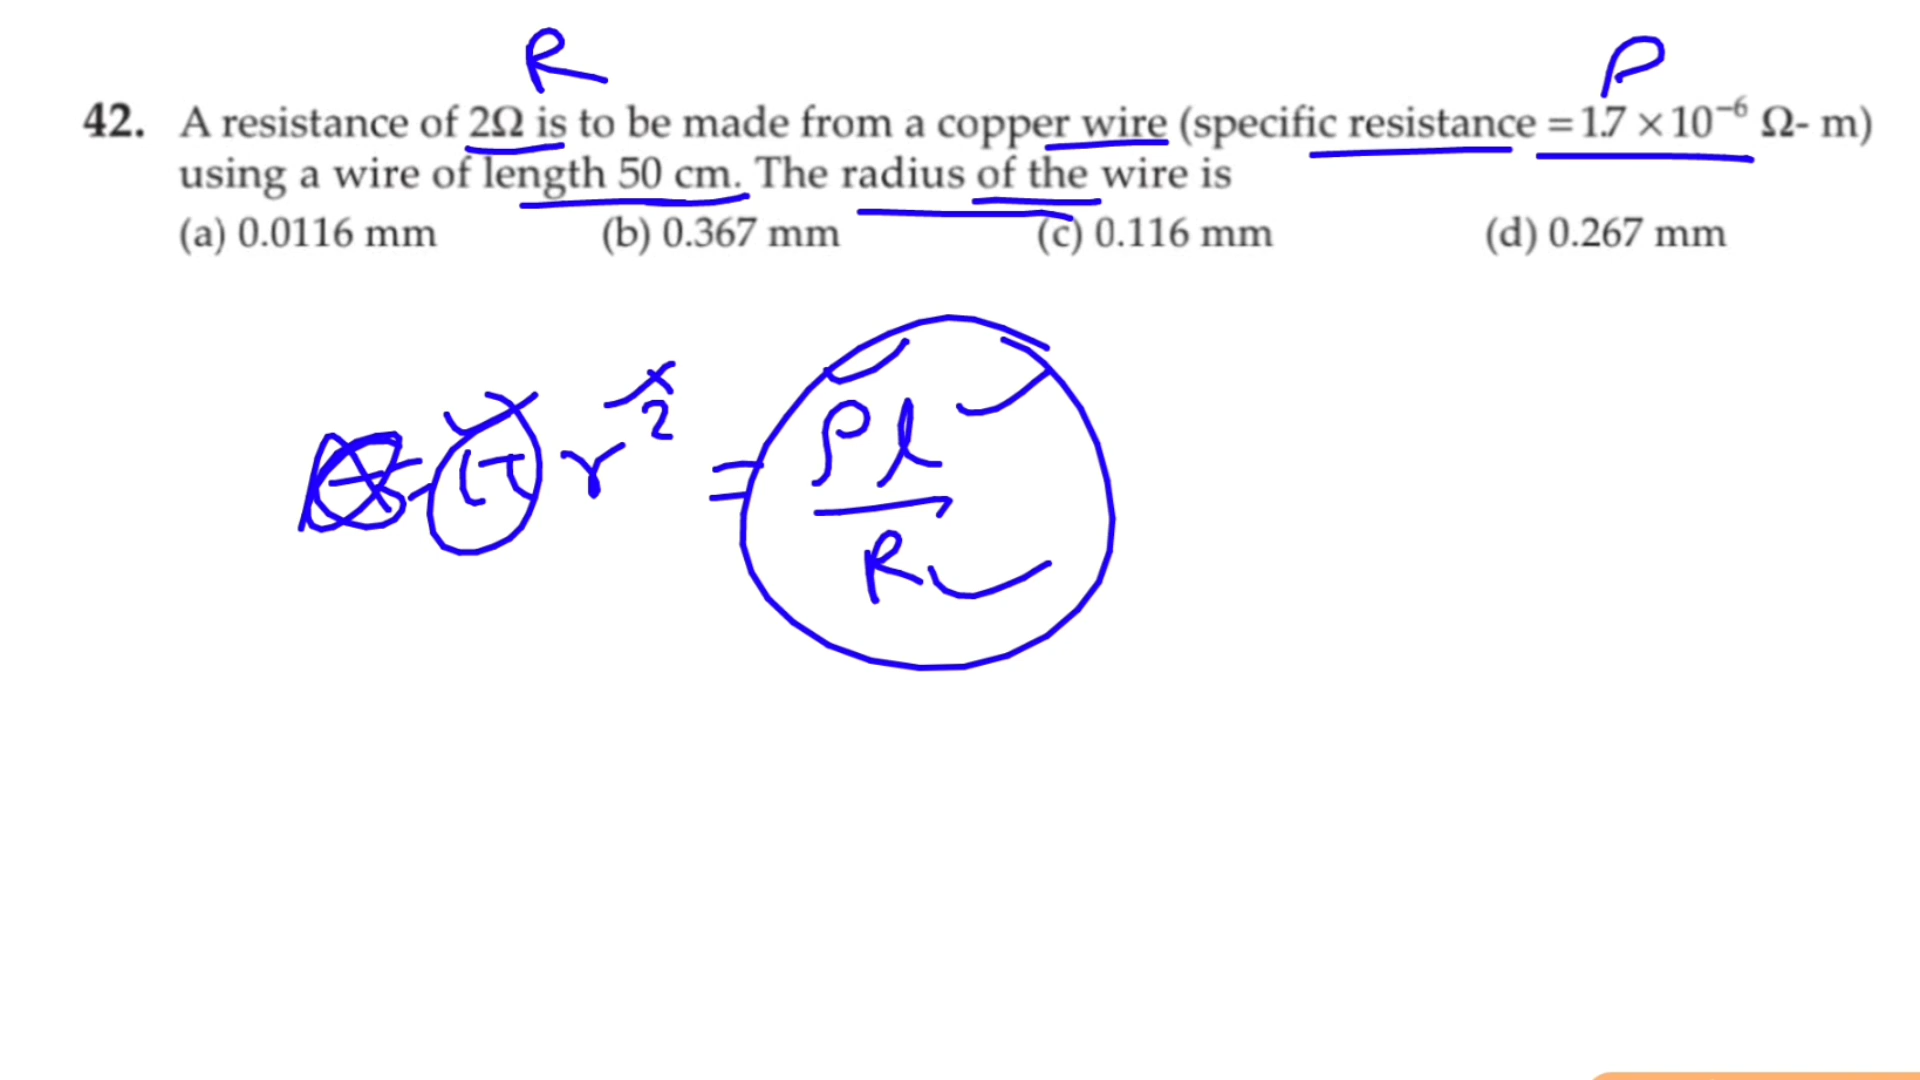 R ρ
42. A resistance of 2Ω is to be made from a copper wire (specific resistance = 1.7 × 10⁻⁶ Ω- m)
using a wire of length 50 cm. The radius of the wire is
(a) 0.0116 mm (b) 0.367 mm (c) 0.116 mm (d) 0.267 mm
π r² = ρl
R